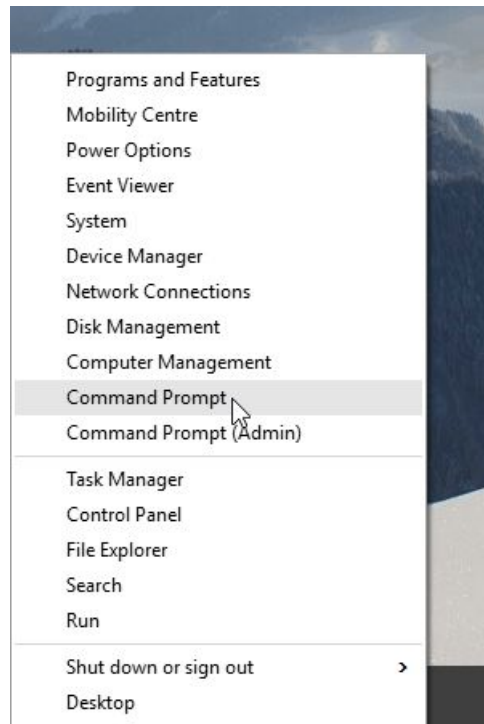 Programs and Features
Mobility Centre
Power Options
Event Viewer
System
Device Manager
Network Connections
Disk Management
Computer Management
Command Prompt
Command Prompt (Admin)
Task Manager
Control Panel
File Explorer
Search
Run
Shut down or sign out
Desktop